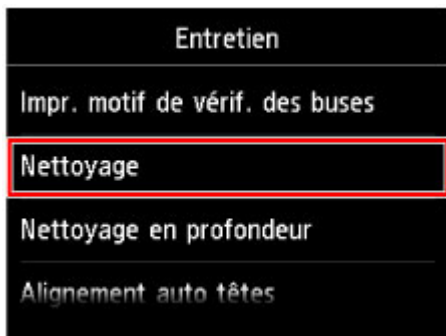 Entretien
Impr. motif de vérif. des buses
Nettoyage
Nettoyage en profondeur
Alignement auto têtes